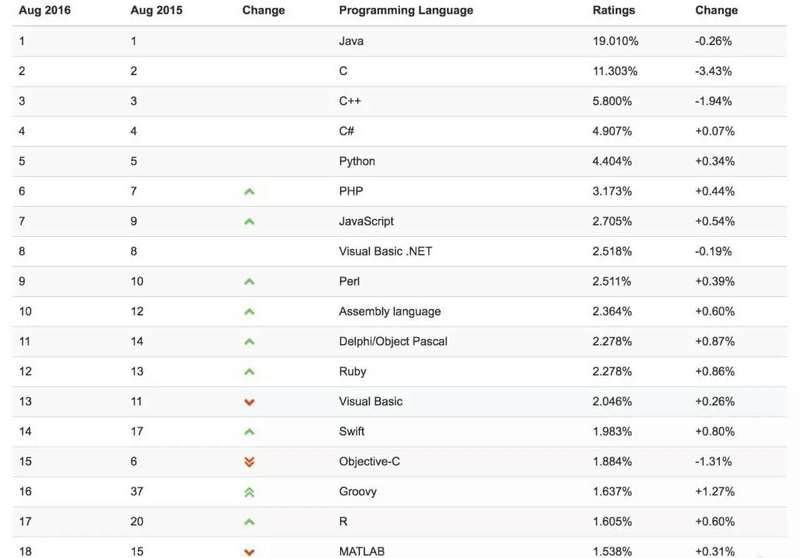 Aug 2016 Aug 2015 Change Programming Language Ratings Change
1 1 Java 19.010% -0.26%
2 2 C 11.303% -3.43%
3 3 C++ 5.800% -1.94%
4 4 C# 4.907% +0.07%
5 5 Python 4.404% +0.34%
6 7 PHP 3.173% +0.44%
7 9 JavaScript 2.705% +0.54%
8 8 Visual Basic .NET 2.518% -0.19%
9 10 Perl 2.511% +0.39%
10 12 Assembly language 2.364% +0.60%
11 14 Delphi/Object Pascal 2.278% +0.87%
12 13 Ruby 2.278% +0.86%
13 11 Visual Basic 2.046% +0.26%
14 17 Swift 1.983% +0.80%
15 6 Objective-C 1.884% -1.31%
16 37 Groovy 1.637% +1.27%
17 20 R 1.605% +0.60%
18 15 MATLAB 1.538% +0.31%